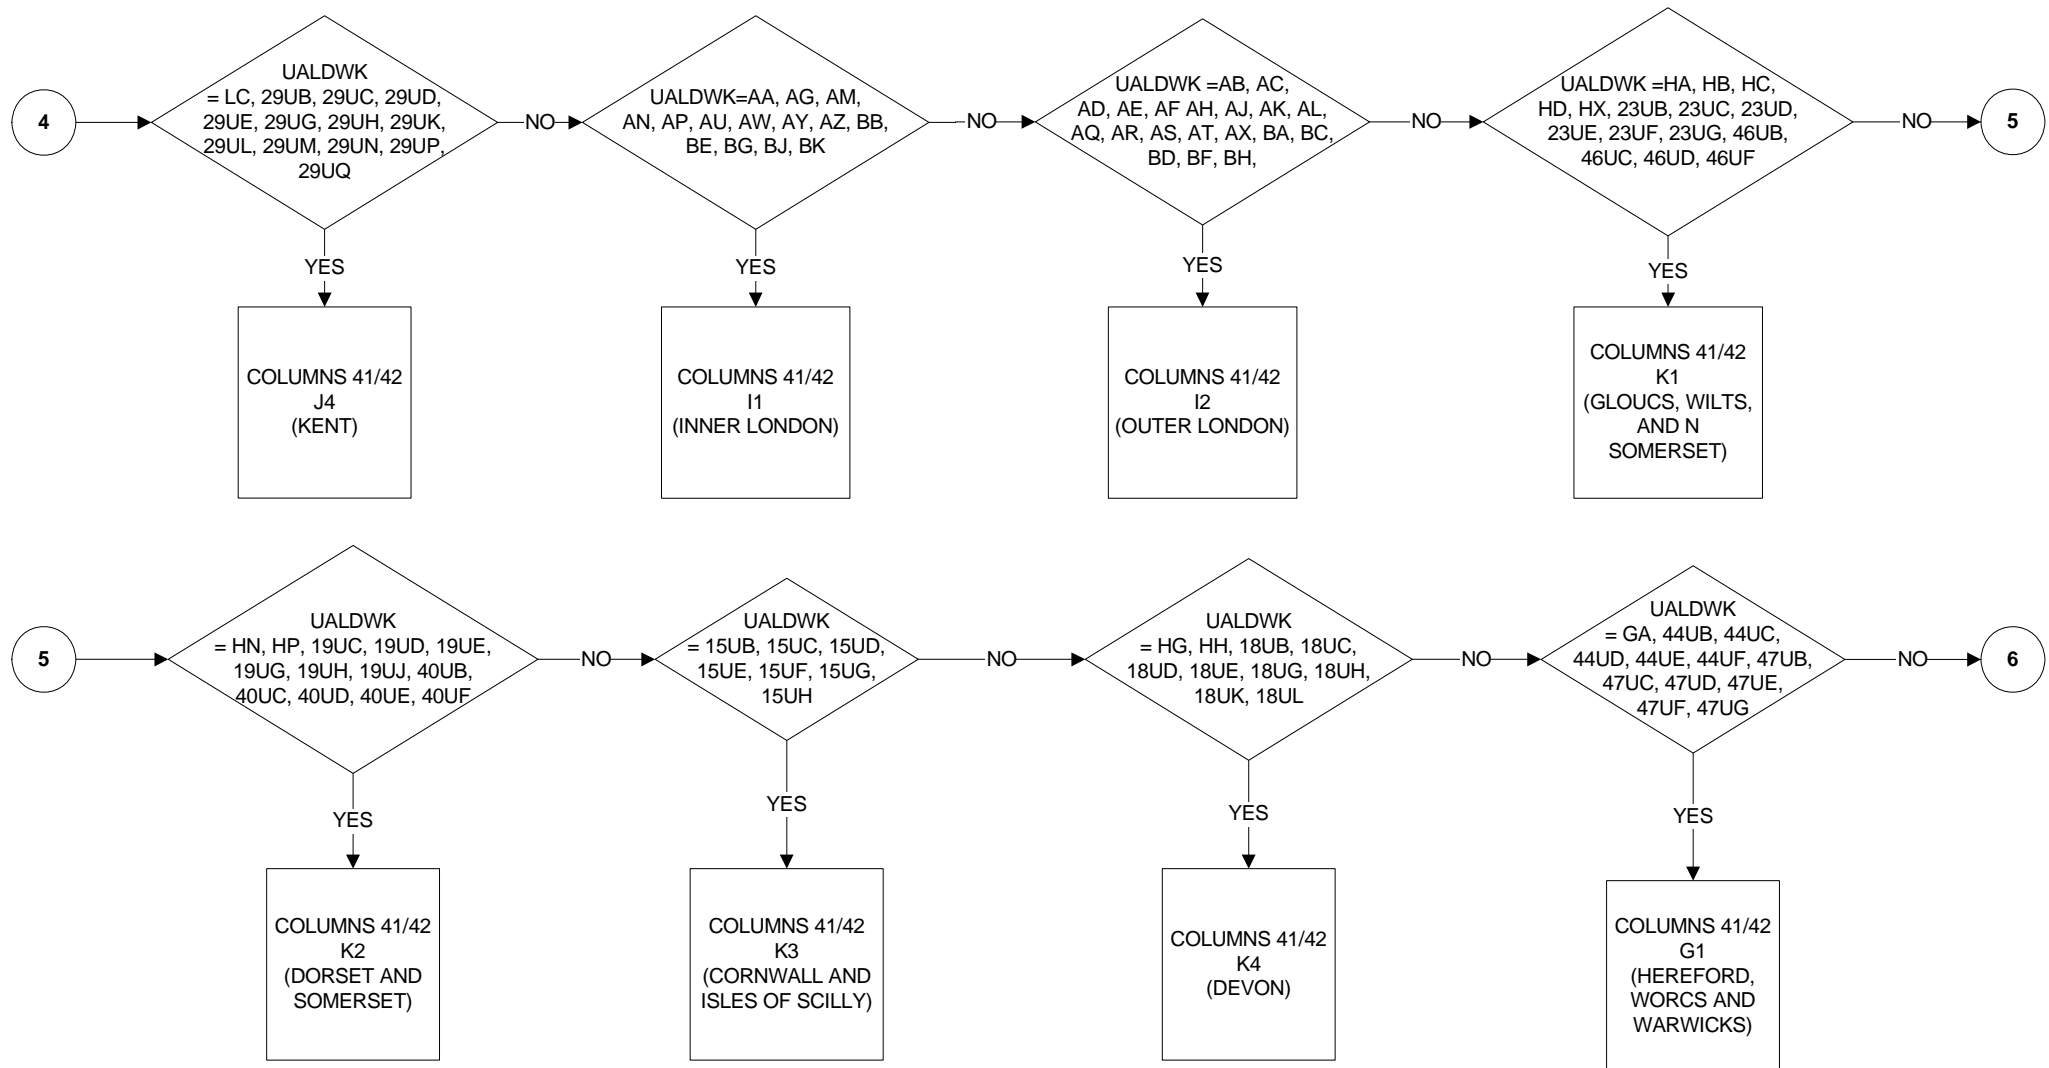 4
UALDWK
= LC, 29UB, 29UC, 29UD,
29UE, 29UG, 29UH, 29UK,
29UL, 29UM, 29UN, 29UP,
29UQ
NO
UALDWK=AA, AG, AM,
AN, AP, AU, AW, AY, AZ, BB,
BE, BG, BJ, BK
NO
UALDWK =AB, AC,
AD, AE, AF AH, AJ, AK, AL,
AQ, AR, AS, AT, AX, BA, BC,
BD, BF, BH,
NO
UALDWK =HA, HB, HC,
HD, HX, 23UB, 23UC, 23UD,
23UE, 23UF, 23UG, 46UB,
46UC, 46UD, 46UF
NO
5
YES
YES
YES
YES
COLUMNS 41/42
J4
(KENT)
COLUMNS 41/42
I1
(INNER LONDON)
COLUMNS 41/42
I2
(OUTER LONDON)
COLUMNS 41/42
K1
(GLOUCS, WILTS,
AND N
SOMERSET)
5
UALDWK
= HN, HP, 19UC, 19UD, 19UE,
19UG, 19UH, 19UJ, 40UB,
40UC, 40UD, 40UE, 40UF
NO
UALDWK
= 15UB, 15UC, 15UD,
15UE, 15UF, 15UG,
15UH
NO
UALDWK
= HG, HH, 18UB, 18UC,
18UD, 18UE, 18UG, 18UH,
18UK, 18UL
NO
UALDWK
= GA, 44UB, 44UC,
44UD, 44UE, 44UF, 47UB,
47UC, 47UD, 47UE,
47UF, 47UG
NO
6
YES
YES
YES
YES
COLUMNS 41/42
K2
(DORSET AND
SOMERSET)
COLUMNS 41/42
K3
(CORNWALL AND
ISLES OF SCILLY)
COLUMNS 41/42
K4
(DEVON)
COLUMNS 41/42
G1
(HEREFORD,
WORCS AND
WARWICKS)